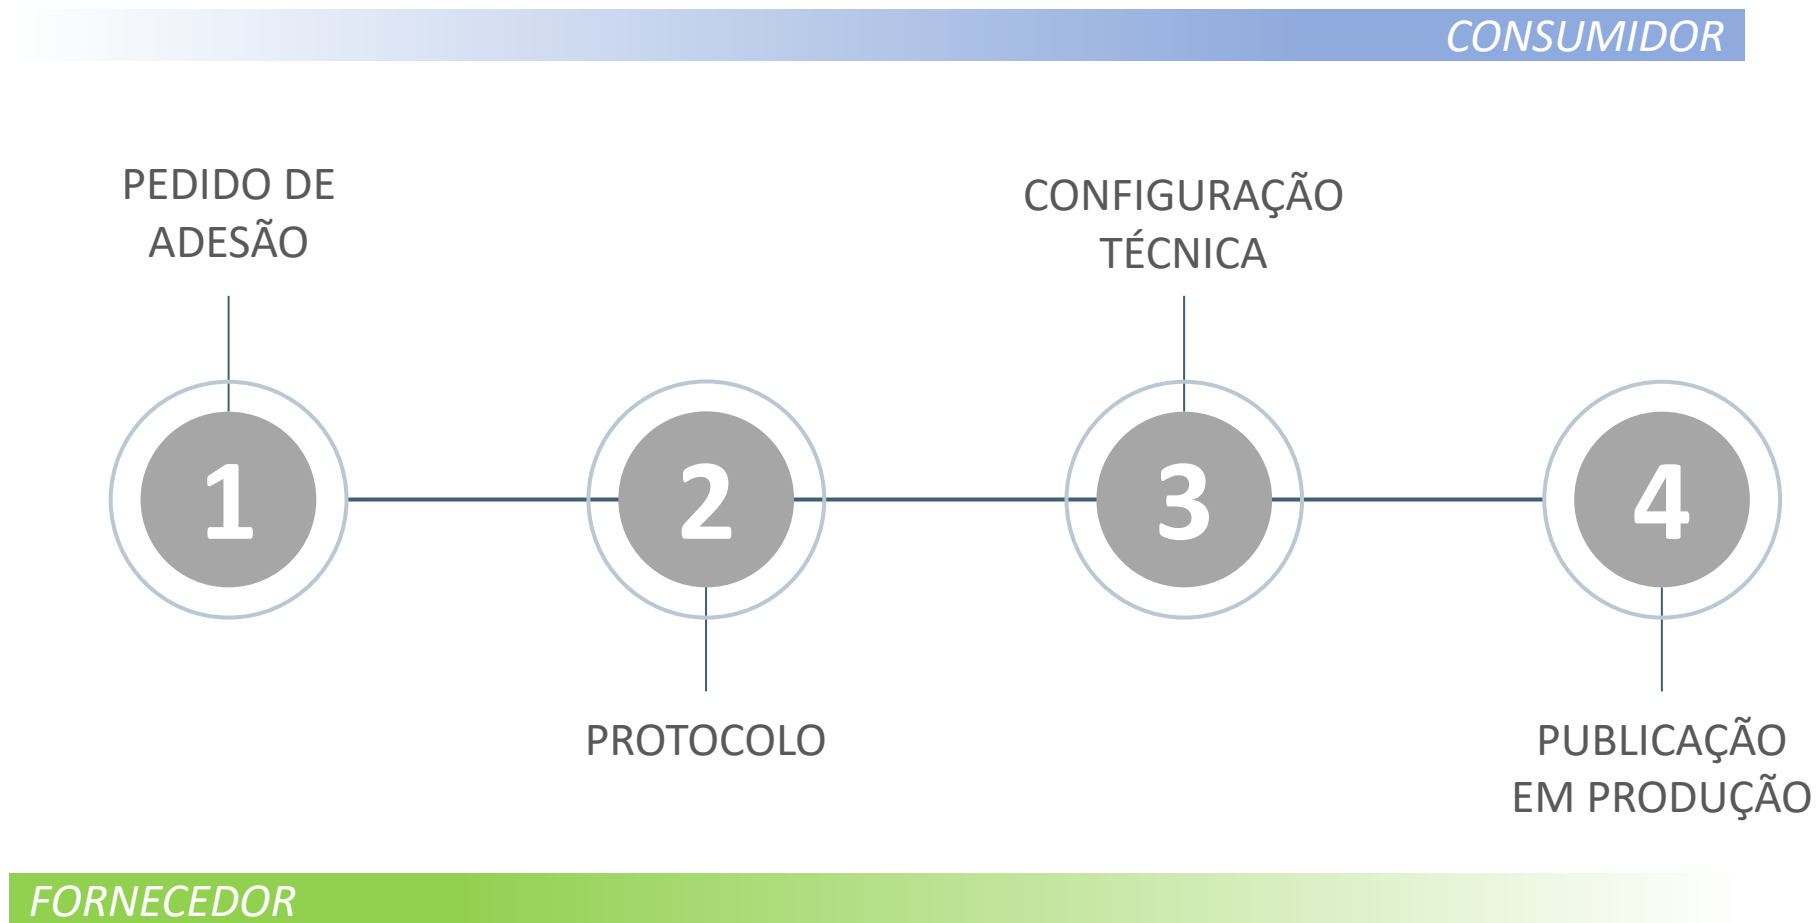 CONSUMIDOR
PEDIDO DE
ADESÃO
CONFIGURAÇÃO
TÉCNICA
1
2
3
4
PROTOCOLO
PUBLICAÇÃO
EM PRODUÇÃO
FORNECEDOR